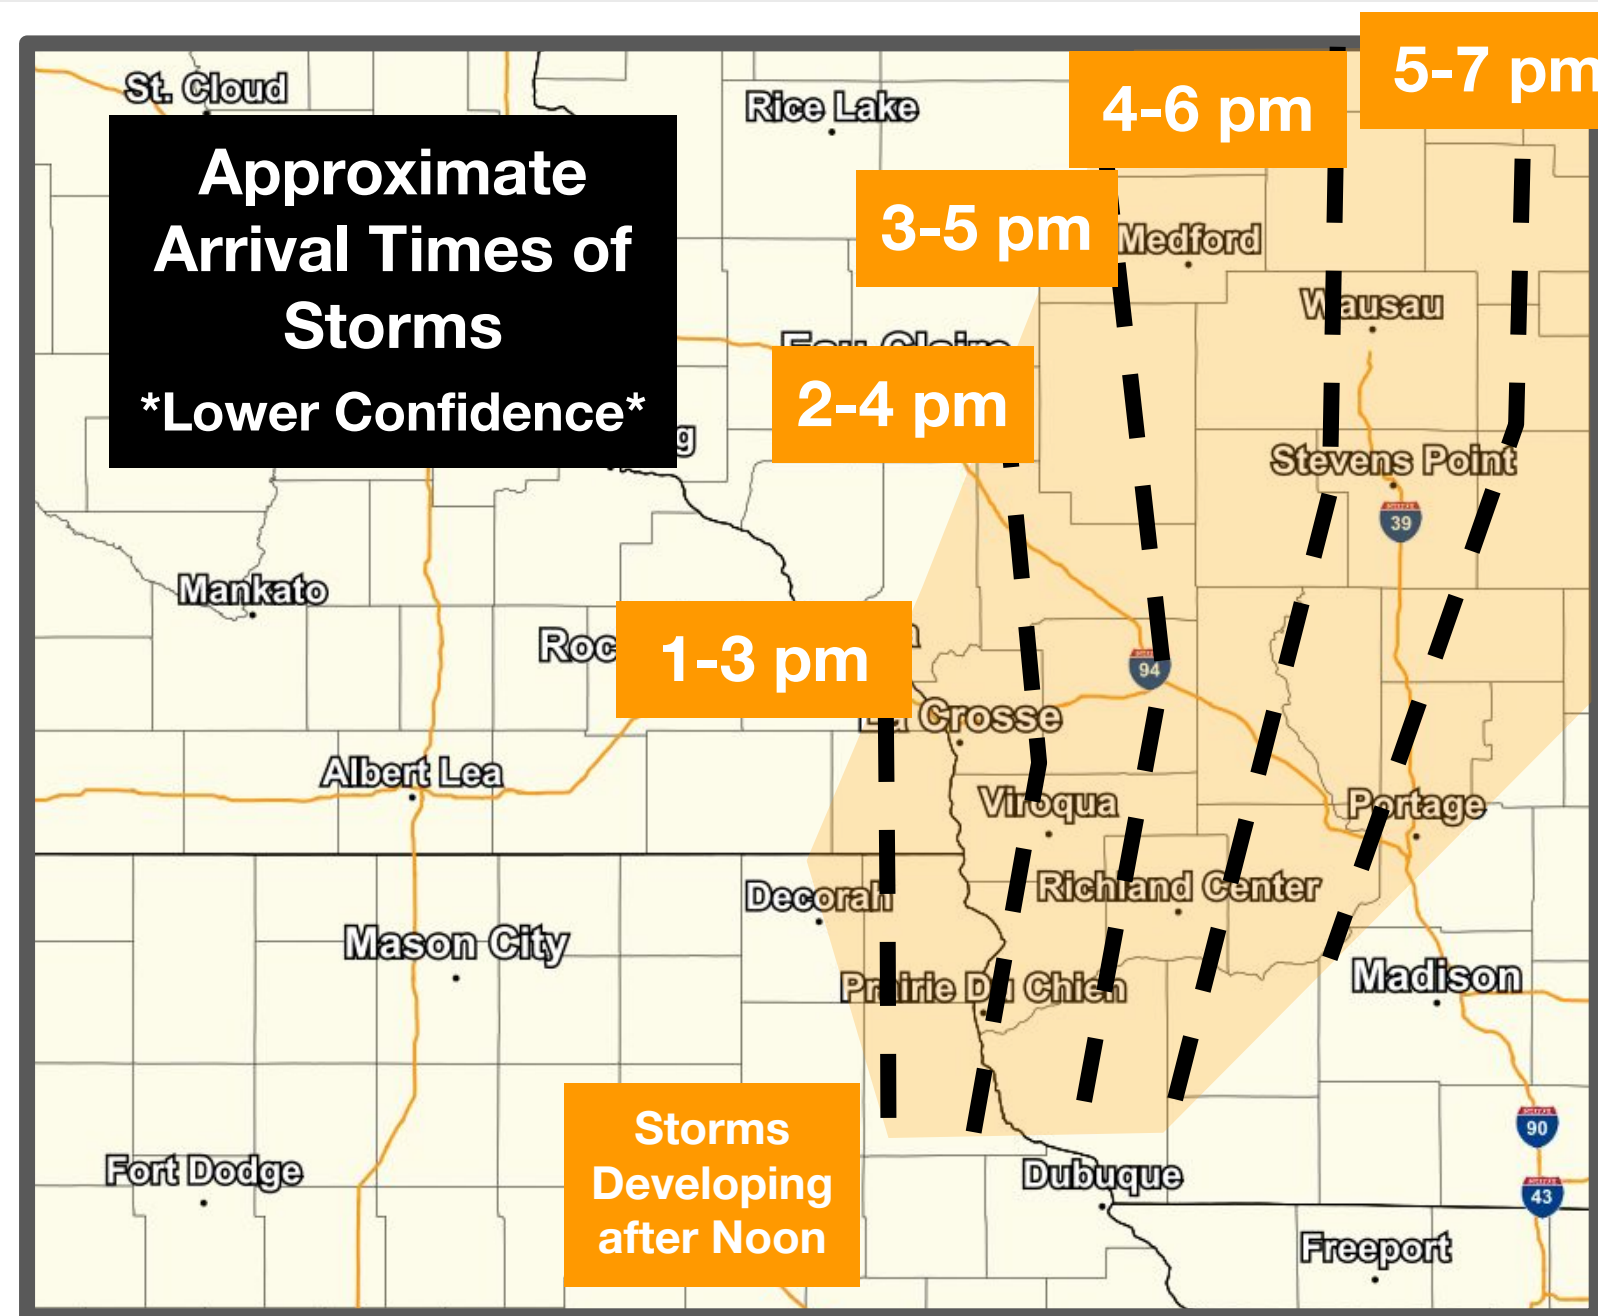 5-7 pm
4-6 pm
St. Cloud
Rice Lake
Approximate
Arrival Times of
Storms
*Lower Confidence*
3-5 pm
Medford
Wausau
Eau Claire
2-4 pm
g
Stevens Point
39
Mankato
Roc
1-3 pm
94
La Crosse
Albert Lea
Viroqua
Portage
Decorah
Richland Center
Mason City
Prairie Du Chien
Madison
Storms
Developing
after Noon
90
Fort Dodge
Dubuque
43
Freeport